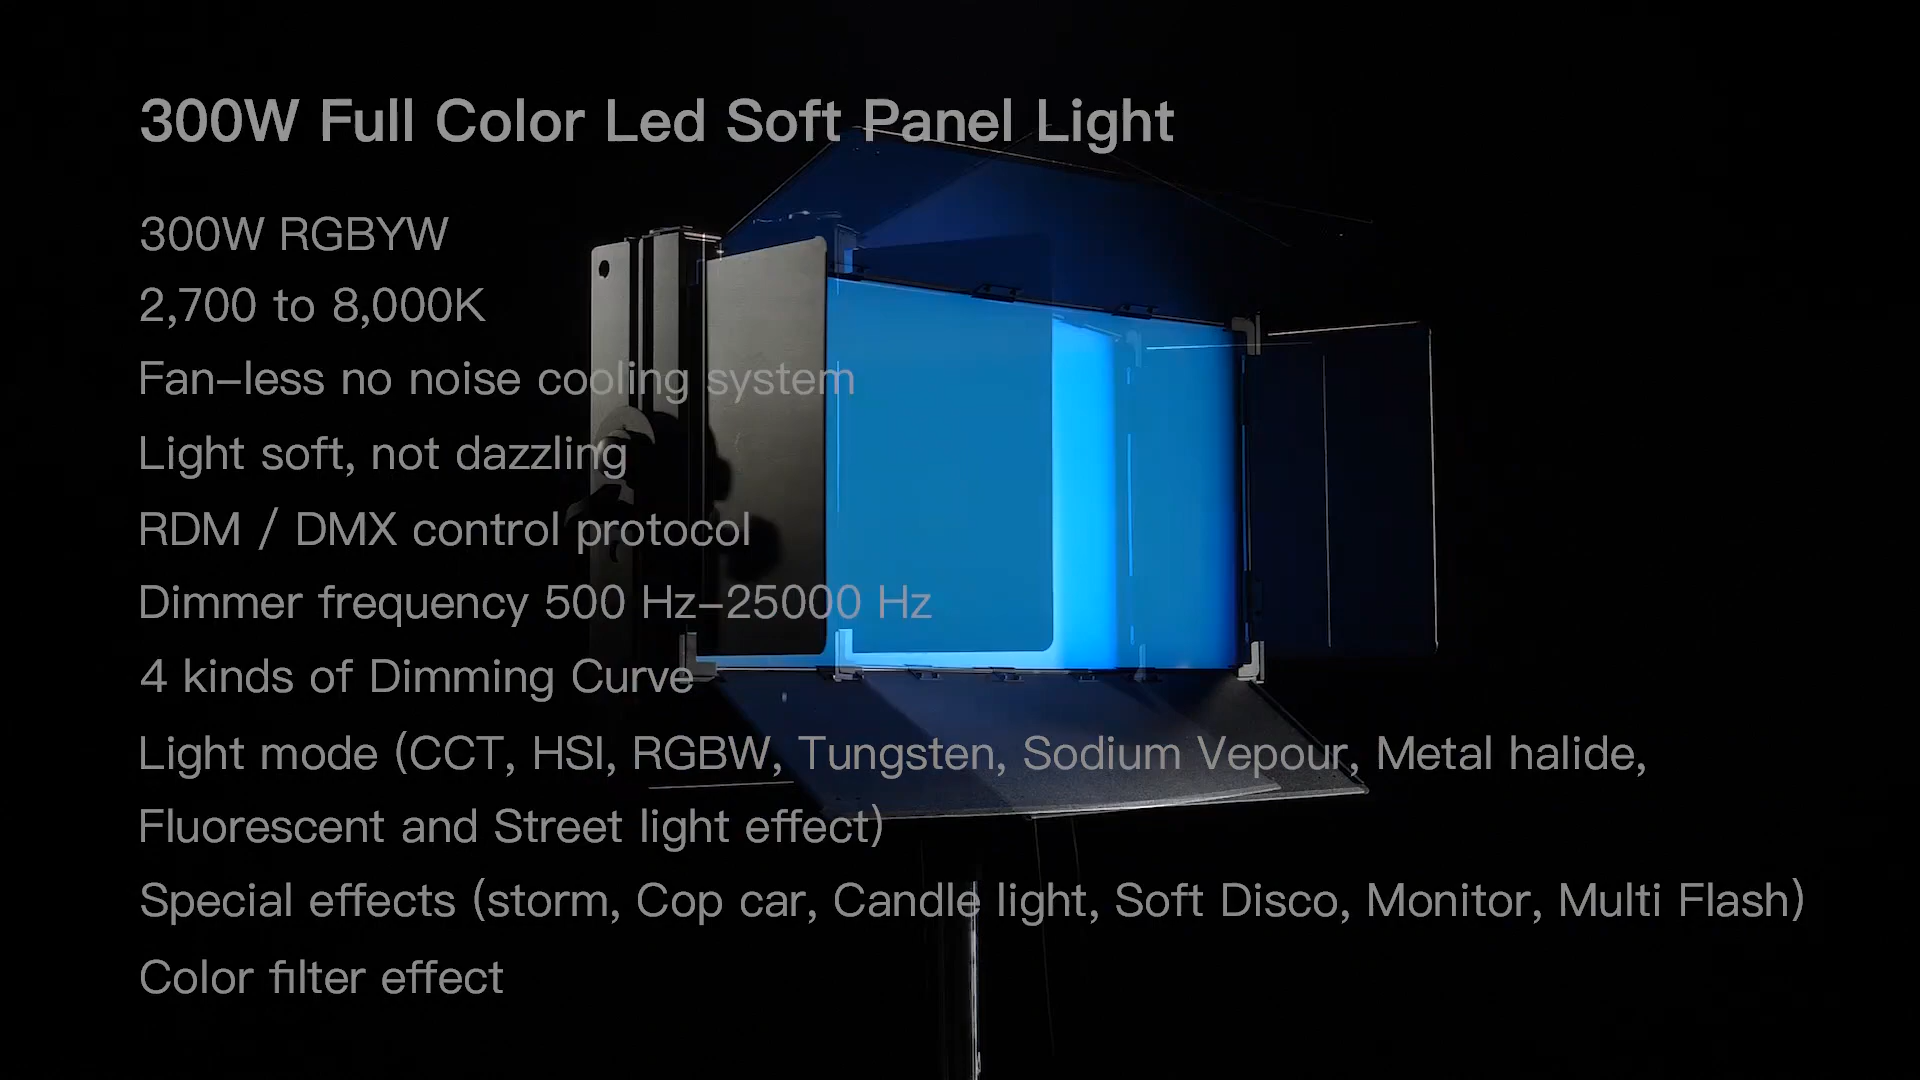 300W Full Color Led Soft Panel Light
300W RGBYW
2,700 to 8,000K
Fan-less no noise cooling system
Light soft, not dazzling
RDM / DMX control protocol
Dimmer frequency 500 Hz-25000 Hz
4 kinds of Dimming Curve
Light mode (CCT, HSI, RGBW, Tungsten, Sodium Vepour, Metal halide,
Fluorescent and Street light effect)
Special effects (storm, Cop car, Candle light, Soft Disco, Monitor, Multi Flash)
Color filter effect